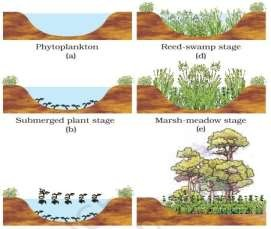 Phytoplankton
(a)
Reed-swamp stage
(d)
Submerged plant stage
(b)
Marsh-meadow stage
(e)